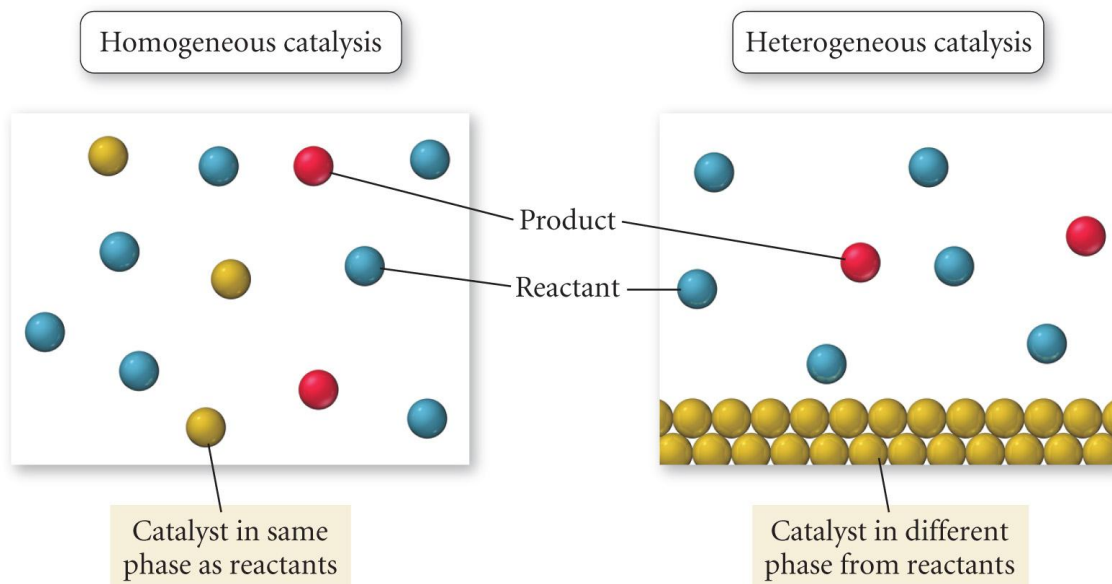 Homogeneous catalysis
Heterogeneous catalysis
Product
Reactant
Catalyst in same
phase as reactants
Catalyst in different
phase from reactants